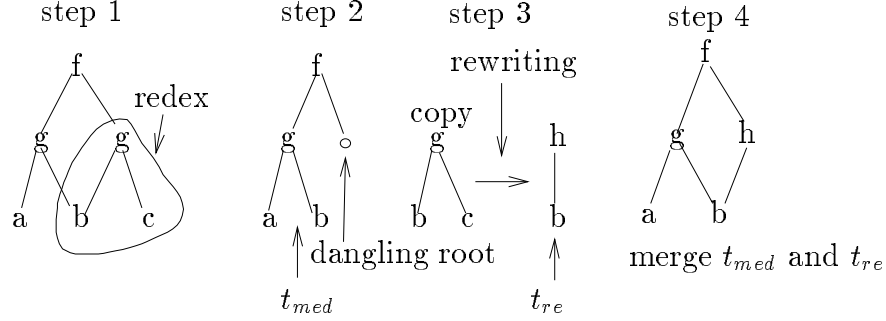 step 1
step 2
step 3
step 4
f
f
f
rewriting
redex
copy
g
g
g
g
h
g
h
a
b
c
a
b
b
c
b
a
b
dangling root
merge t_med and t_re
t_med
t_re